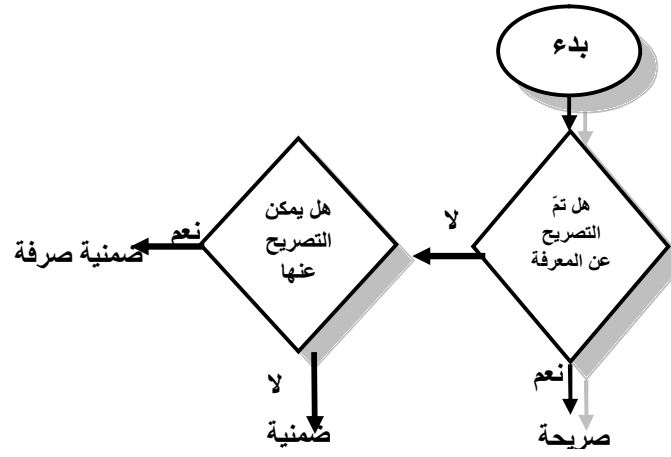 بدء
هل تمّ
التصريح
عن المعرفة
لا
نعم
صريحة
هل يمكن
التصريح
عنها
نعم
ضمنية صرفة
لا
ضمنية